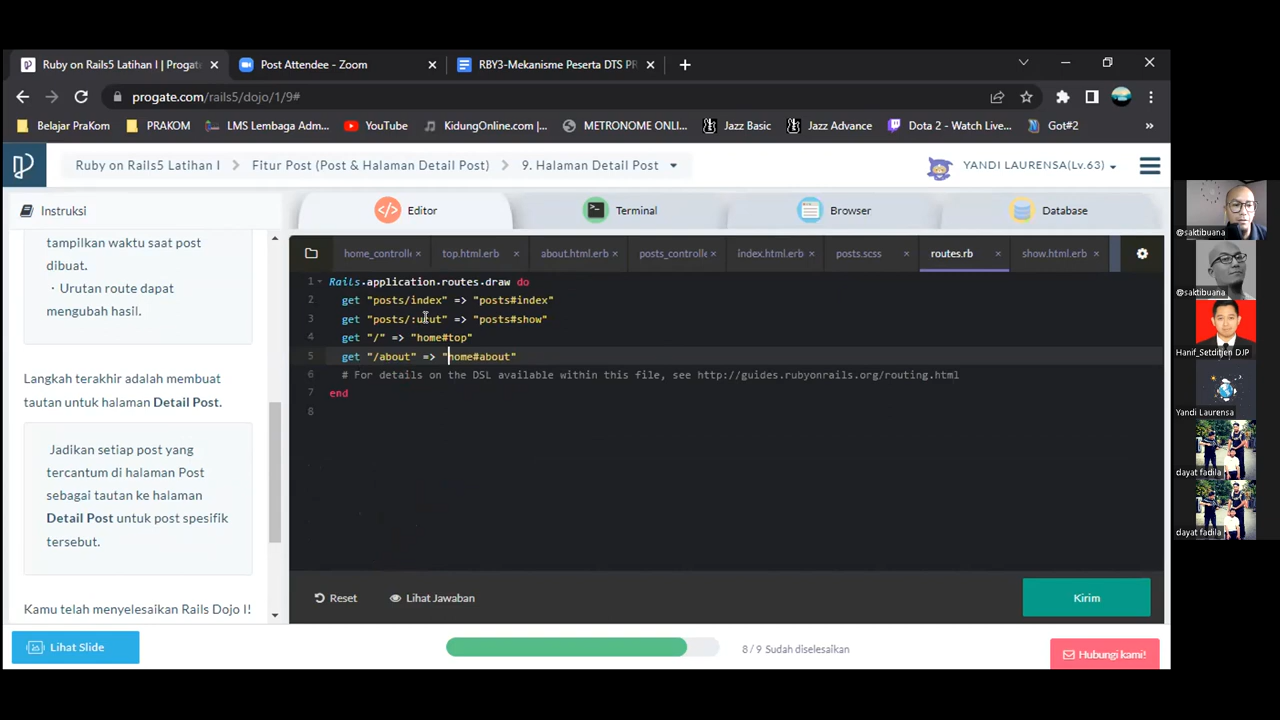 Ruby on Rails5 Latihan I | Progate
Post Attendee - Zoom
RBY3-Mekanisme Peserta DTS PR
progate.com/rails5/dojo/1/9#
Belajar PraKom
PRAKOM
LMS Lembaga Adm...
YouTube
KidungOnline.com |...
METRONOME ONLI...
Jazz Basic
Jazz Advance
Dota 2 - Watch Live...
Got#2
»
Ruby on Rails5 Latihan I
Fitur Post (Post & Halaman Detail Post)
9. Halaman Detail Post
YANDI LAURENSA(Lv.63)
Instruksi
Editor
Terminal
Browser
Database
tampilkan waktu saat post
dibuat.
· Urutan route dapat
mengubah hasil.
Langkah terakhir adalah membuat
tautan untuk halaman Detail Post.
Jadikan setiap post yang
tercantum di halaman Post
sebagai tautan ke halaman
Detail Post untuk post spesifik
tersebut.
Kamu telah menyelesaikan Rails Dojo I!
home_controlle
top.html.erb
about.html.erb
posts_controlle
index.html.erb
posts.scss
routes.rb
show.html.erb
1 Rails.application.routes.draw do
2 get "posts/index" => "posts#index"
3 get "posts/: => "posts#show"
4 get "/" => "home#top"
5 get "/about" => "home#about"
6 # For details on the DSL available within this file, see http://guides.rubyonrails.org/routing.html
7 end
8
Reset
Lihat Jawaban
Kirim
Lihat Slide
8 / 9 Sudah diselesaikan
Hubungi kami!
@saktibuana
@saktibuana
Hanif_Setditjen DJP
Yandi Laurensa
dayat fadila
dayat fadila